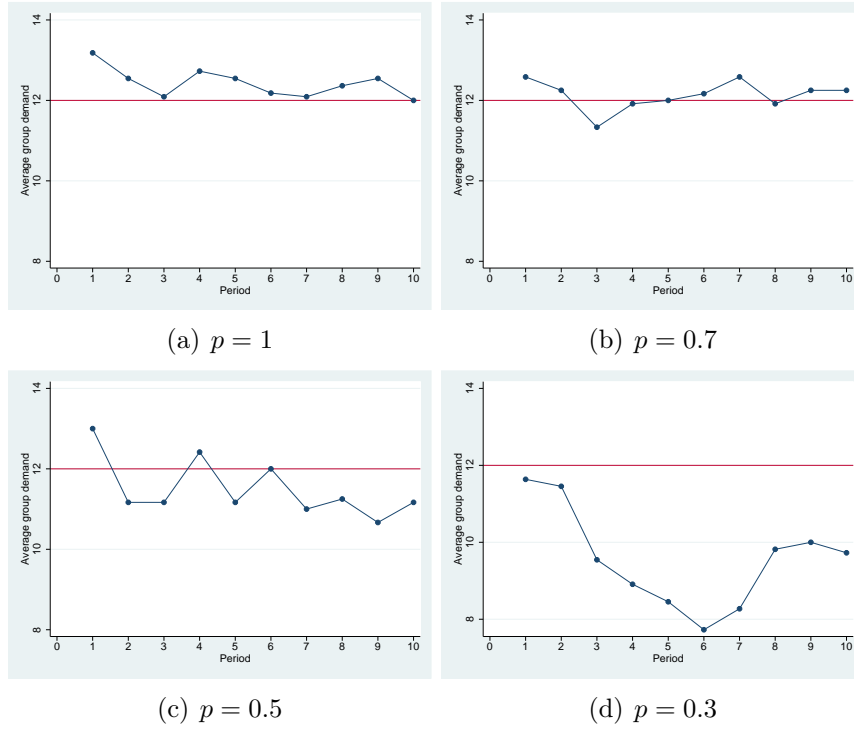 Average group demand
14
12
10
8
0 1 2 3 4 5 6 7 8 9 10
Period
(a) p = 1
Average group demand
14
12
10
8
0 1 2 3 4 5 6 7 8 9 10
Period
(b) p = 0.7
Average group demand
14
12
10
8
0 1 2 3 4 5 6 7 8 9 10
Period
(c) p = 0.5
Average group demand
14
12
10
8
0 1 2 3 4 5 6 7 8 9 10
Period
(d) p = 0.3